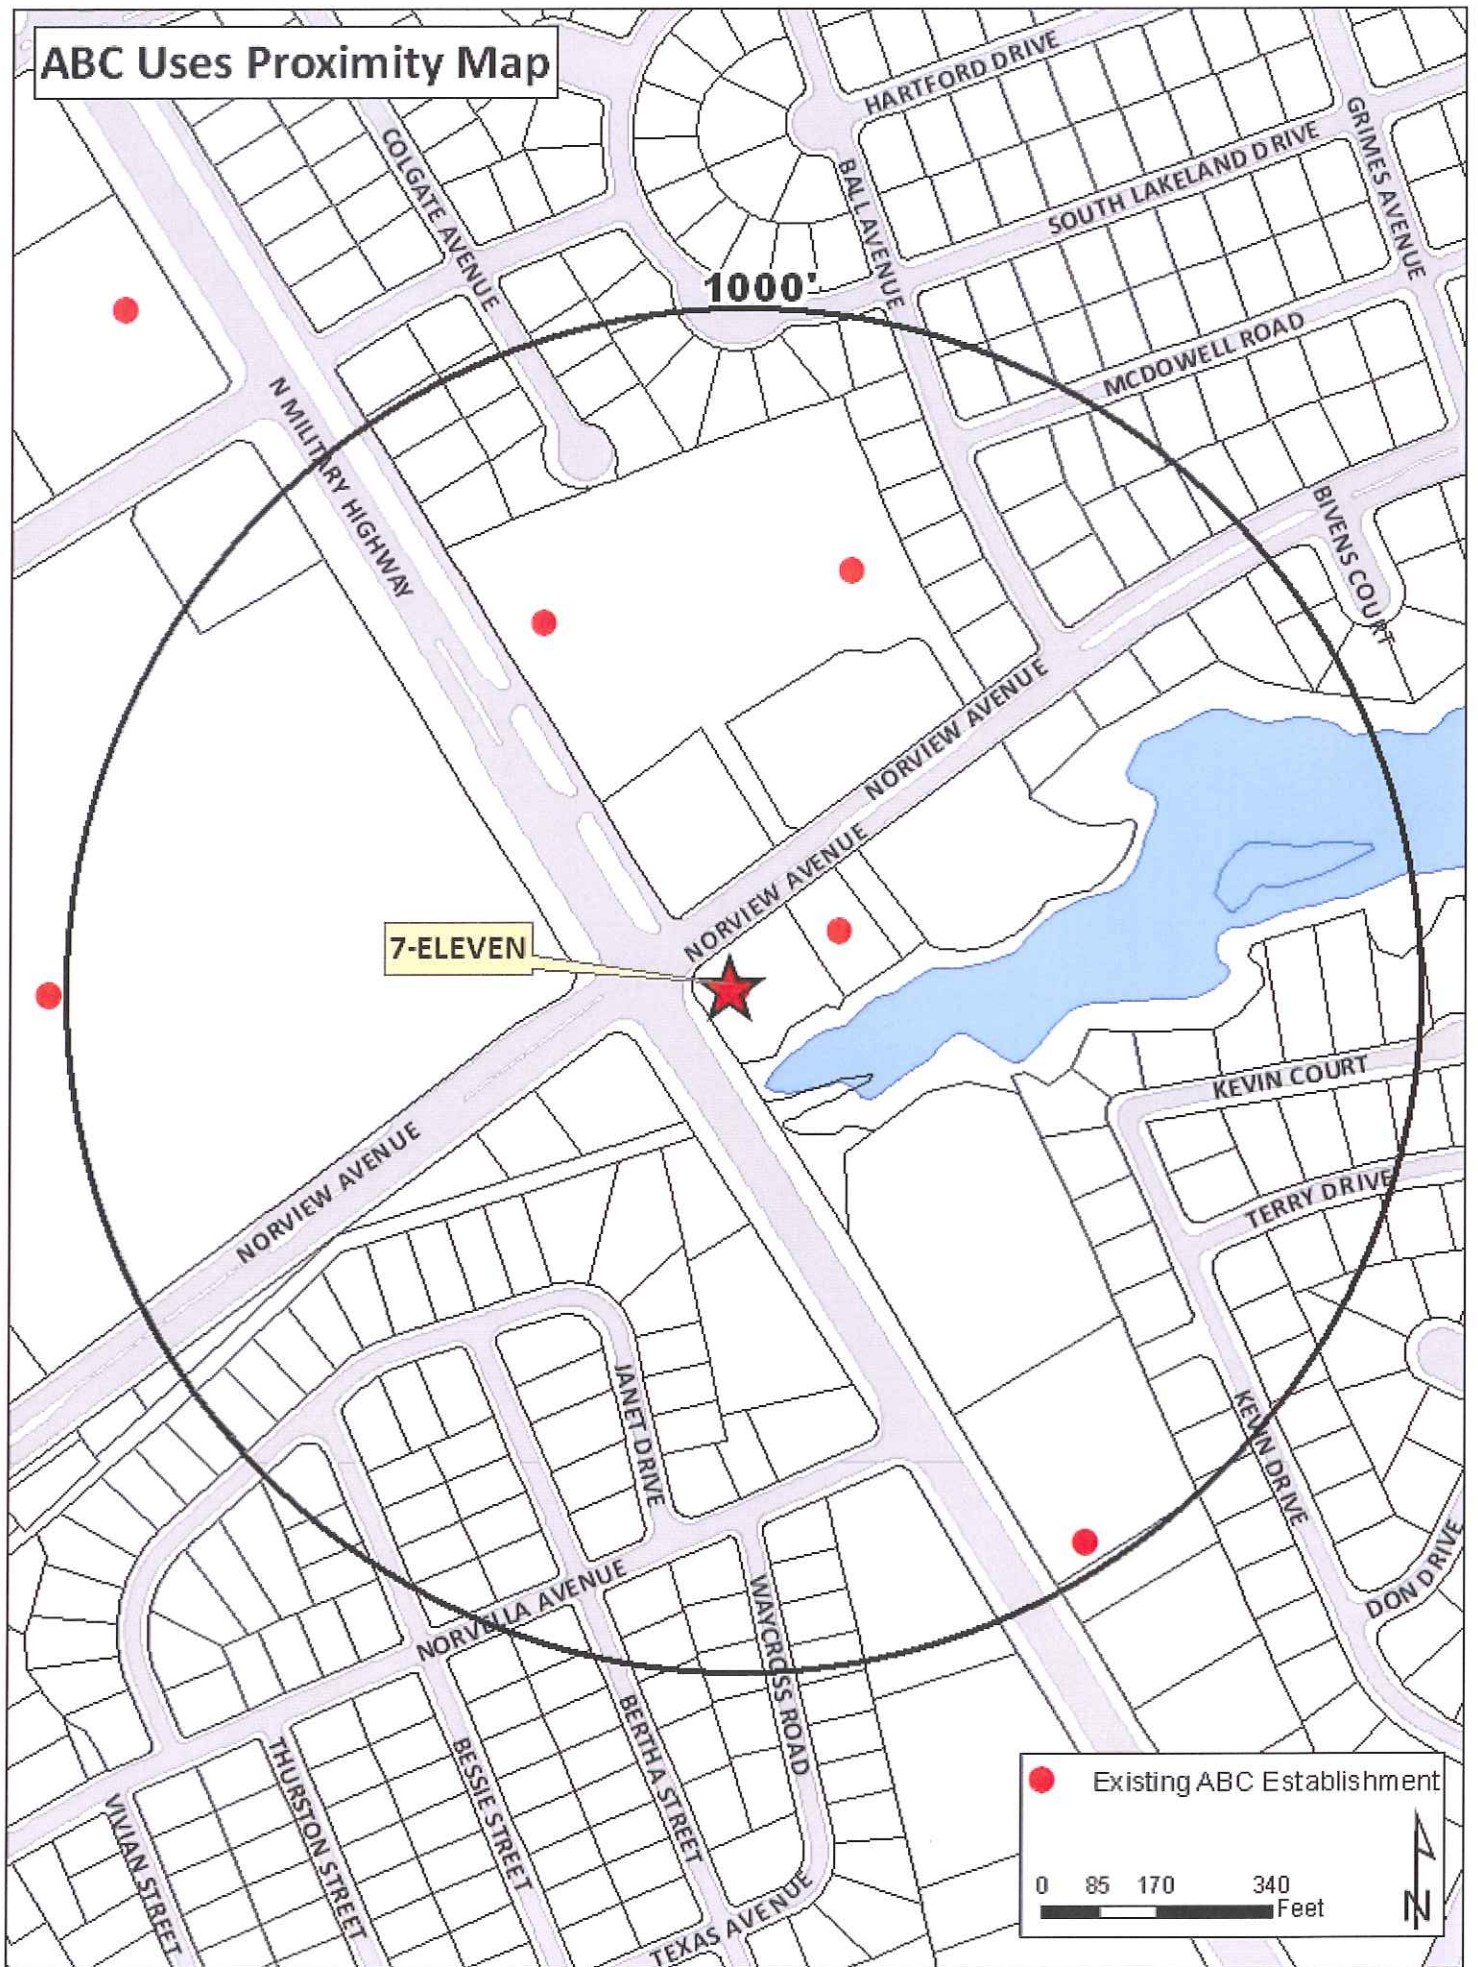 ABC Uses Proximity Map
HARTFORD DRIVE
GRIMES AVENUE
COLGATE AVENUE
SOUTH LAKELAND DRIVE
BALL AVENUE
1000'
MCDOWELL ROAD
N MILITARY HIGHWAY
BIVENS COURT
NORVIEW AVENUE
NORVIEW AVENUE
7-ELEVEN
KEVIN COURT
NORVIEW AVENUE
TERRY DRIVE
JANET DRIVE
KEVIN DRIVE
DON DRIVE
NORVELLA AVENUE
WAYCROSS ROAD
BERTHA STREET
THURSTON STREET
BESSIE STREET
VIVIAN STREET
TEXAS AVENUE
Existing ABC Establishment
0 85 170 340
Feet
N